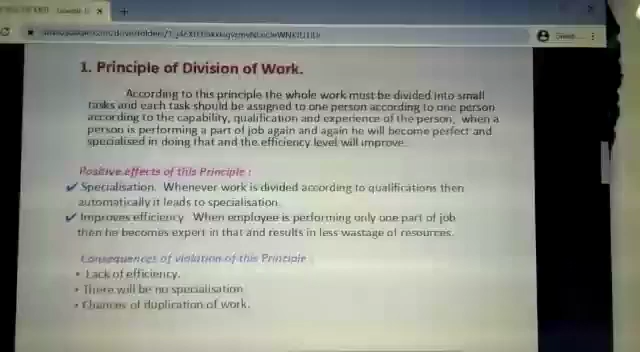 1. Principle of Division of Work.
According to this principle the whole work must be divided into small
tasks and each task should be assigned to one person according to one person
according to the capability, qualification and experience of the person, when a
person is performing a part of job again and again he will become perfect and
specialised in doing that and the efficiency level will improve.
Positive effects of this Principle :
✔ Specialisation. Whenever work is divided according to qualifications then
automatically it leads to specialisation.
✔ Improves efficiency When employee is performing only one part of job
then he becomes expert in that and results in less wastage of resources.
Consequences of violation of this Principle :
• Lack of efficiency.
• There will be no specialisation
• Chances of duplication of work.